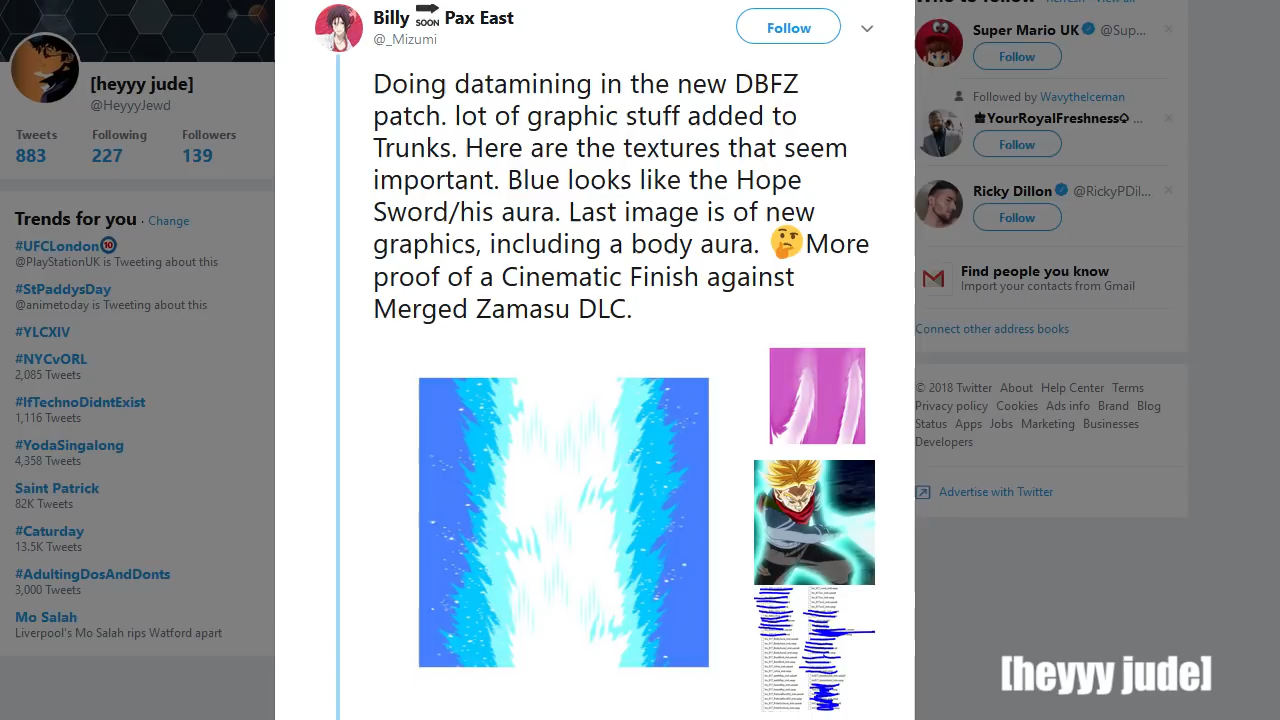 [heyyy jude]
@HeyyyJewd
Tweets Following Followers
883 227 139
Trends for you · Change
#UFCLondon
@PlayStationUK is Tweeting about this
#StPaddysDay
@animetoday is Tweeting about this
#YLCXIV
#NYCvORL
2,085 Tweets
#IfTechnoDidntExist
1,116 Tweets
#YodaSingalong
4,358 Tweets
Saint Patrick
82K Tweets
#Caturday
13.5K Tweets
#AdultingDosAndDonts
3,000 Tweets
Mo Salah
Liverpool's Mo Salah runs Watford apart
Billy SOON Pax East
@_Mizumi
Follow
Doing datamining in the new DBFZ
patch. lot of graphic stuff added to
Trunks. Here are the textures that seem
important. Blue looks like the Hope
Sword/his aura. Last image is of new
graphics, including a body aura. 🤔More
proof of a Cinematic Finish against
Merged Zamasu DLC.
Super Mario UK @Sup...
Follow
Followed by WavytheIceman
YourRoyalFreshness ...
Follow
Ricky Dillon @RickyPDil...
Follow
Find people you know
Import your contacts from Gmail
Connect other address books
© 2018 Twitter About Help Center Terms
Privacy policy Cookies Ads info Brand Blog
Status Apps Jobs Marketing Businesses
Developers
Advertise with Twitter
[heyyy jude]